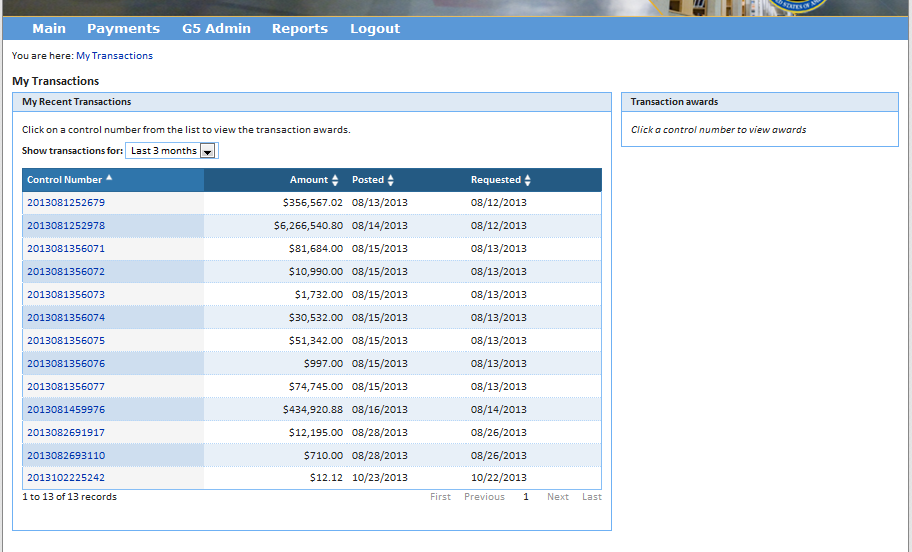 Main Payments G5 Admin Reports Logout
You are here: My Transactions
My Transactions
My Recent Transactions
Click on a control number from the list to view the transaction awards.
Show transactions for: Last 3 months
Control Number Amount Posted Requested
2013081252679 $356,567.02 08/13/2013 08/12/2013
2013081252978 $6,266,540.80 08/14/2013 08/12/2013
2013081356071 $81,684.00 08/15/2013 08/13/2013
2013081356072 $10,990.00 08/15/2013 08/13/2013
2013081356073 $1,732.00 08/15/2013 08/13/2013
2013081356074 $30,532.00 08/15/2013 08/13/2013
2013081356075 $51,342.00 08/15/2013 08/13/2013
2013081356076 $997.00 08/15/2013 08/13/2013
2013081356077 $74,745.00 08/15/2013 08/13/2013
2013081459976 $434,920.88 08/16/2013 08/14/2013
2013082691917 $12,195.00 08/28/2013 08/26/2013
2013082693110 $710.00 08/28/2013 08/26/2013
2013102225242 $12.12 10/23/2013 10/22/2013
1 to 13 of 13 records First Previous 1 Next Last
Transaction awards
Click a control number to view awards